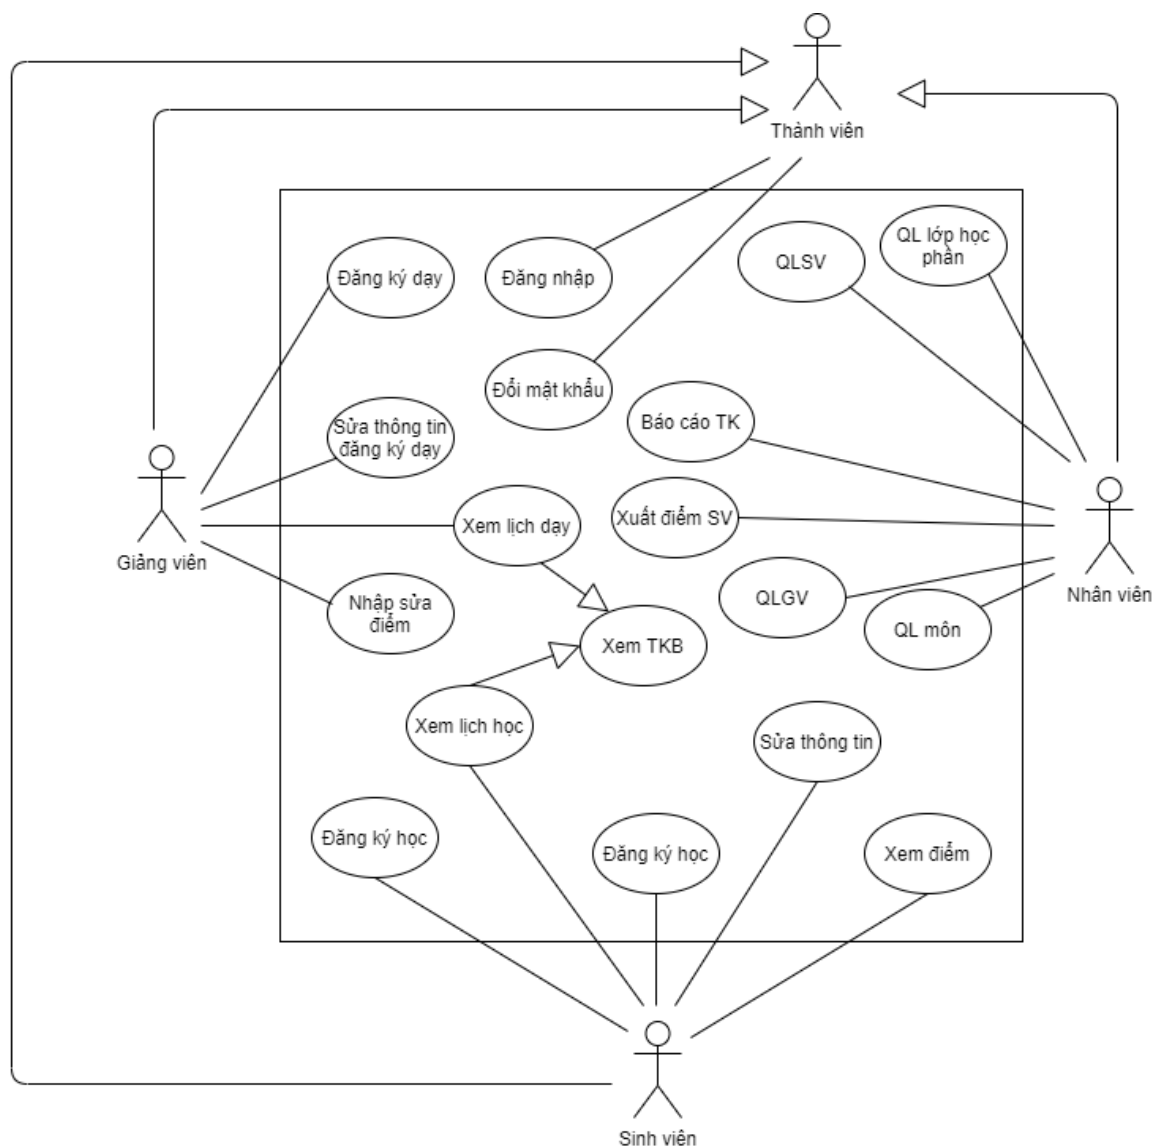 Thành viên
QL lớp học
phần
QLSV
Đăng ký dạy
Đăng nhập
Đổi mật khẩu
Báo cáo TK
Sửa thông tin
đăng ký dạy
Xem lịch dạy
Xuất điểm SV
Giảng viên
Nhân viên
Nhập sửa
điểm
QLGV
QL môn
Xem TKB
Xem lịch học
Sửa thông tin
Đăng ký học
Đăng ký học
Xem điểm
Sinh viên